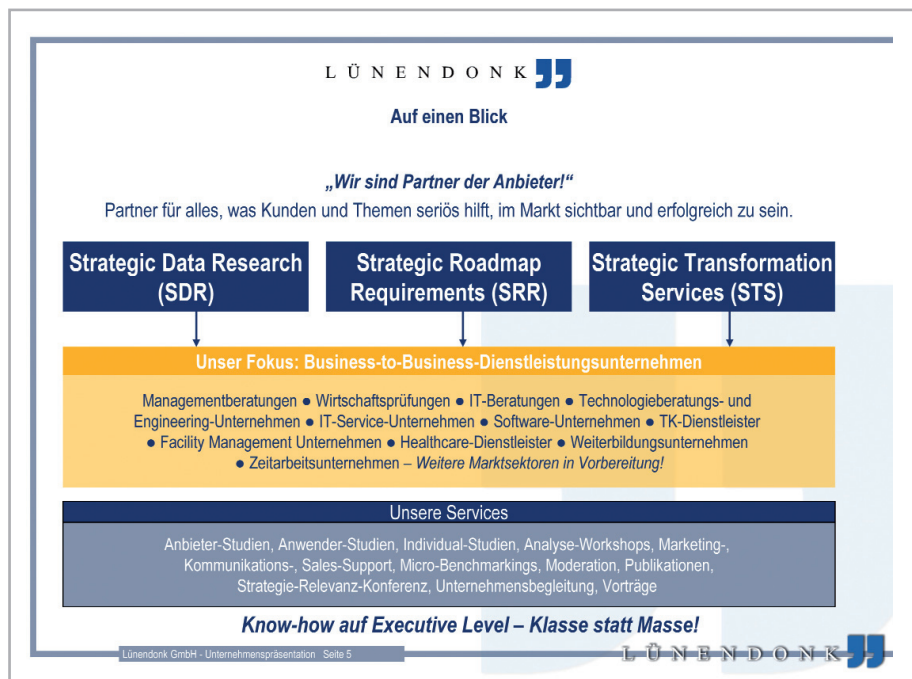 LÜNENDONK
Auf einen Blick
„Wir sind Partner der Anbieter!“
Partner für alles, was Kunden und Themen seriös hilft, im Markt sichtbar und erfolgreich zu sein.
Strategic Data Research
(SDR)
Strategic Roadmap
Requirements (SRR)
Strategic Transformation
Services (STS)
Unser Fokus: Business-to-Business-Dienstleistungsunternehmen
Managementberatungen ● Wirtschaftsprüfungen ● IT-Beratungen ● Technologieberatungs- und
Engineering-Unternehmen ● IT-Service-Unternehmen ● Software-Unternehmen ● TK-Dienstleister
● Facility Management Unternehmen ● Healthcare-Dienstleister ● Weiterbildungsunternehmen
● Zeitarbeitsunternehmen – Weitere Marktsektoren in Vorbereitung!
Unsere Services
Anbieter-Studien, Anwender-Studien, Individual-Studien, Analyse-Workshops, Marketing-,
Kommunikations-, Sales-Support, Micro-Benchmarkings, Moderation, Publikationen,
Strategie-Relevanz-Konferenz, Unternehmensbegleitung, Vorträge
Know-how auf Executive Level – Klasse statt Masse!
Lünendonk GmbH - Unternehmenspräsentation Seite 5
LÜNENDONK